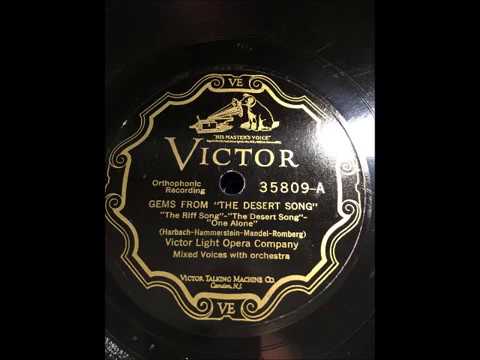 VE
"HIS MASTER'S VOICE"
VICTOR
Orthophonic
Recording
35809-A
GEMS FROM "THE DESERT SONG"
"The Riff Song"-"The Desert Song"-
"One Alone"
(Harbach-Hammerstein-Mandel-Romberg)
Victor Light Opera Company
Mixed Voices with orchestra
VICTOR TALKING MACHINE CO.
Camden, N.J.
VE